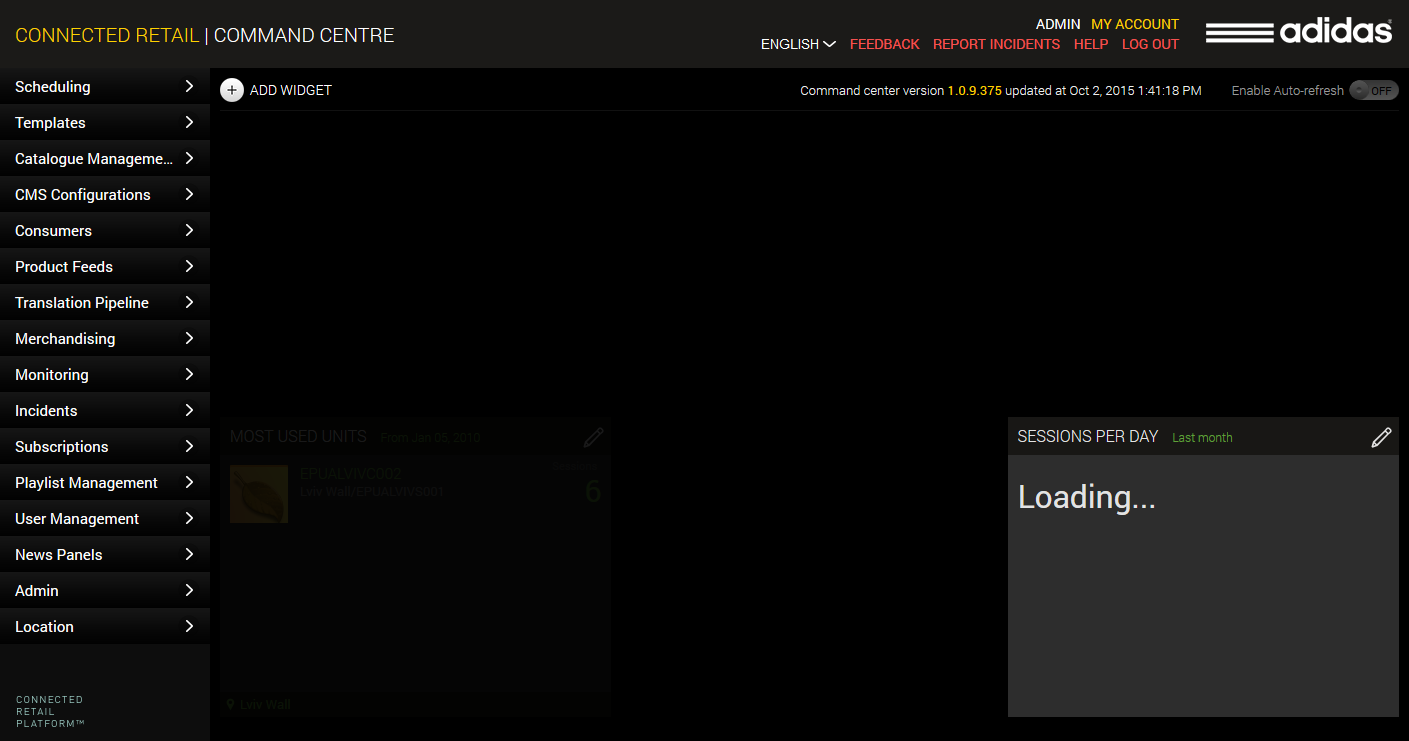 CONNECTED RETAIL | COMMAND CENTRE
ADMIN MY ACCOUNT
ENGLISH FEEDBACK REPORT INCIDENTS HELP LOG OUT
adidas
Scheduling
Templates
Catalogue Manageme...
CMS Configurations
Consumers
Product Feeds
Translation Pipeline
Merchandising
Monitoring
Incidents
Subscriptions
Playlist Management
User Management
News Panels
Admin
Location
CONNECTED
RETAIL
PLATFORM™
ADD WIDGET
Command center version 1.0.9.375 updated at Oct 2, 2015 1:41:18 PM
Enable Auto-refresh OFF
MOST USED UNITS From Jan 05, 2010
EPUALVIVC002
Lviv Wall/EPUALVIVS001
6
Lviv Wall
SESSIONS PER DAY Last month
Loading...